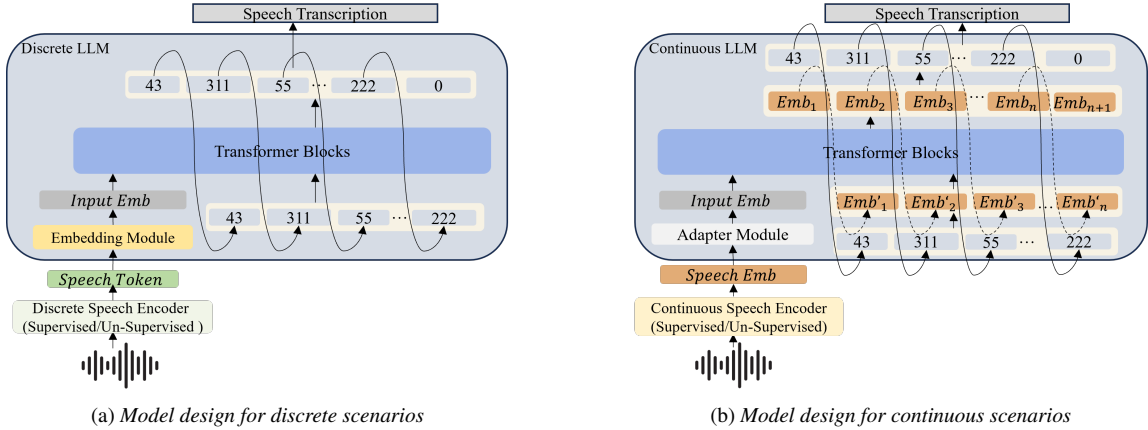 Speech Transcription
Discrete LLM
43 311 55 ... 222 0
Transformer Blocks
Input Emb
43 311 55 ... 222
Embedding Module
Speech Token
Discrete Speech Encoder
(Supervised/Un-Supervised )
(a) Model design for discrete scenarios
Speech Transcription
Continuous LLM
43 311 55 ... 222 0
Emb₁ Emb₂ Emb₃ ... Embₙ Embₙ₊₁
Transformer Blocks
Input Emb
Emb'₁ Emb‘₂ Emb'₃ ... Emb‘ₙ
Adapter Module
43 311 55 ... 222
Speech Emb
Continuous Speech Encoder
(Supervised/Un-Supervised)
(b) Model design for continuous scenarios